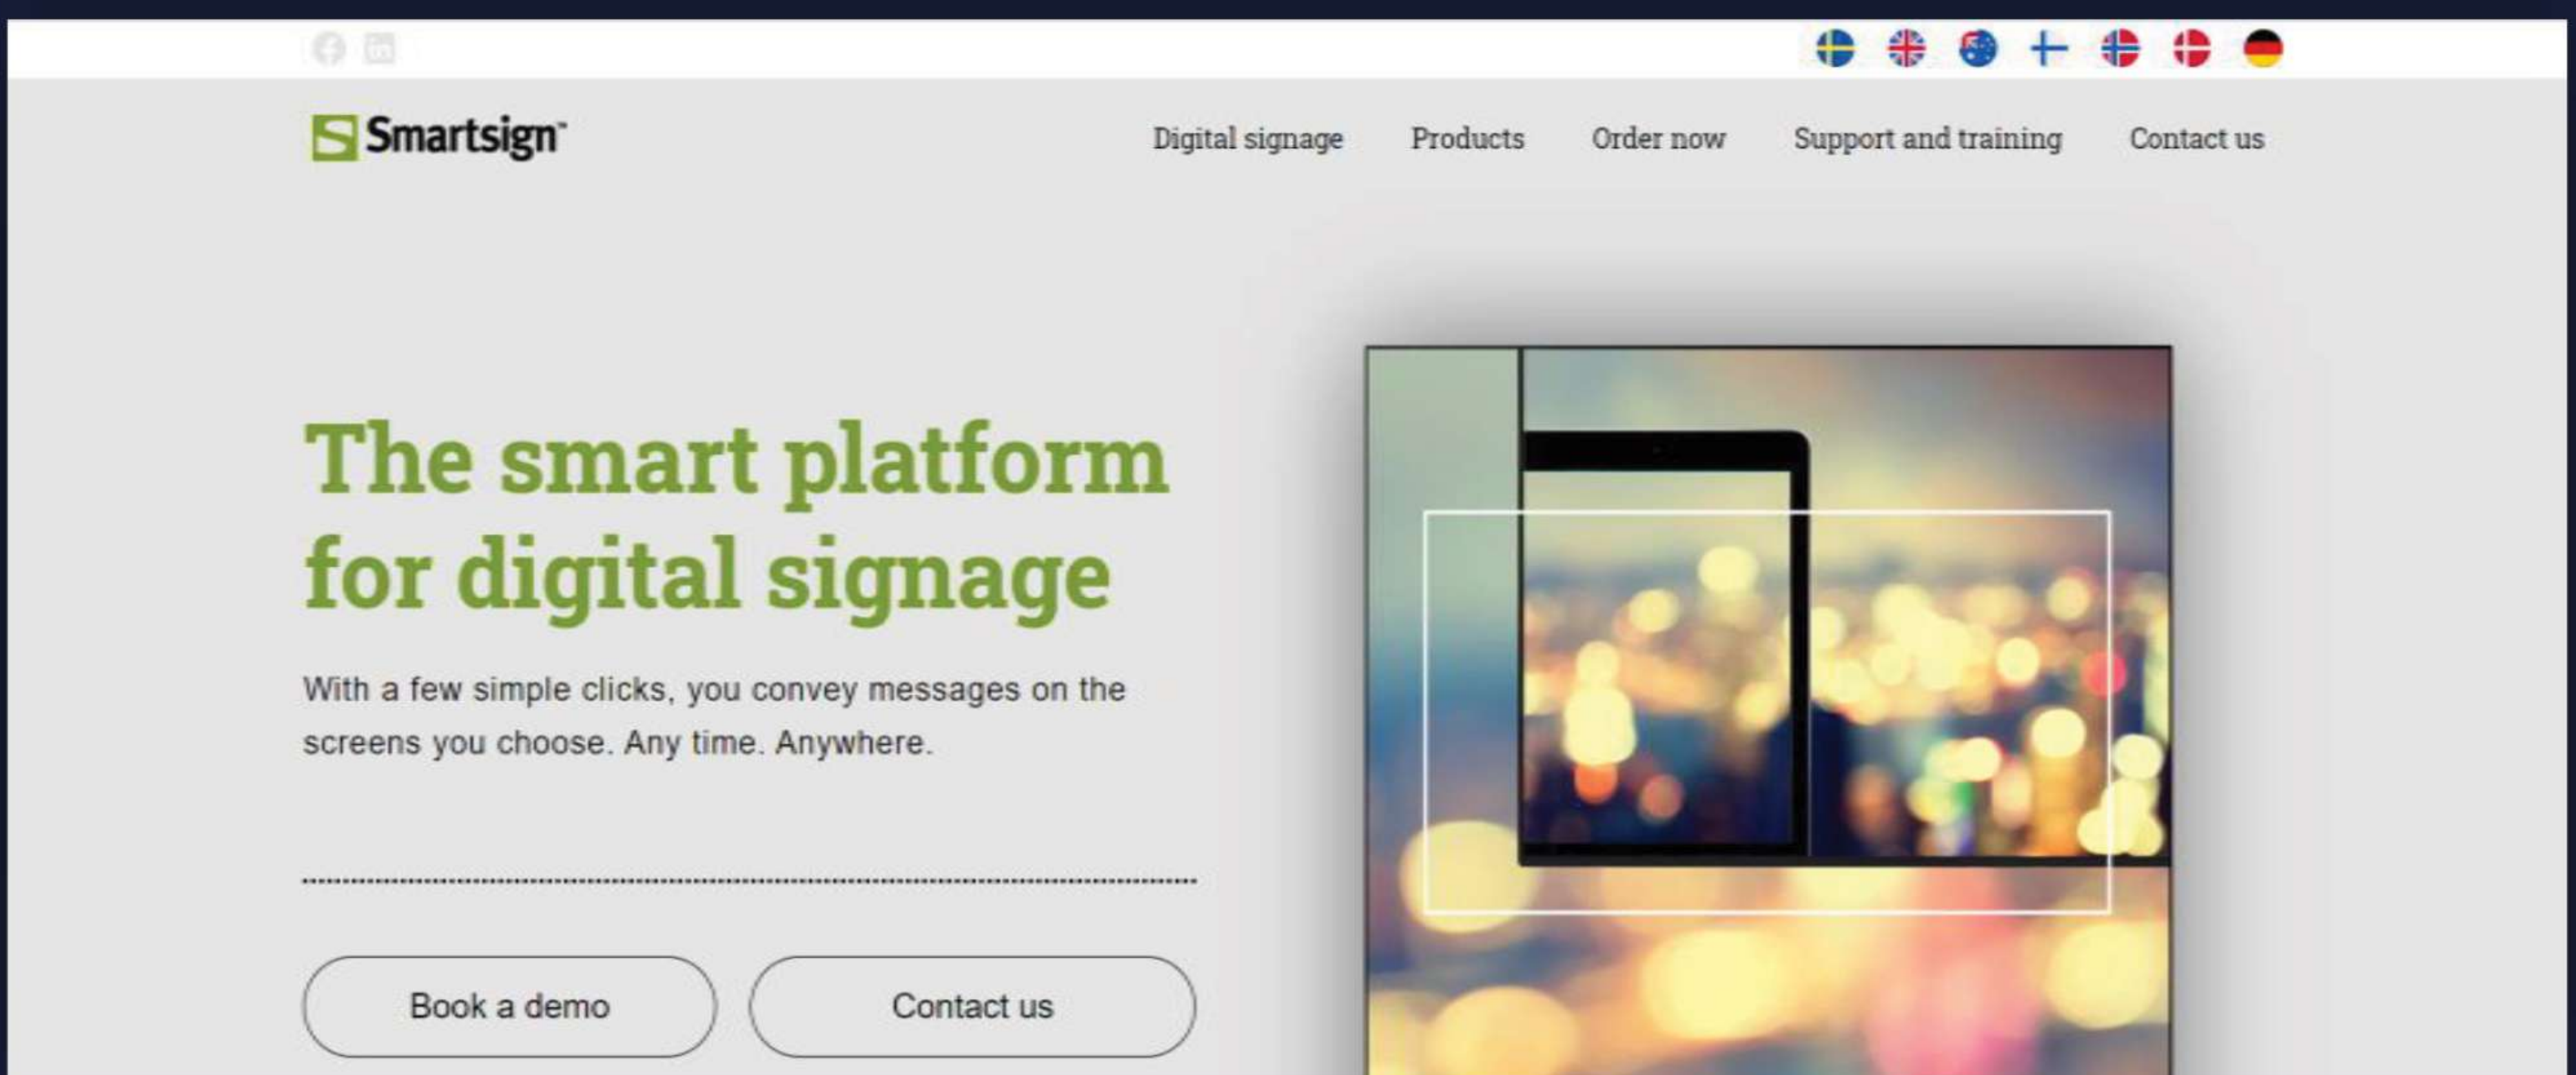 Smartsign™
Digital signage
Products
Order now
Support and training
Contact us
The smart platform
for digital signage
With a few simple clicks, you convey messages on the
screens you choose. Any time. Anywhere.
Book a demo
Contact us